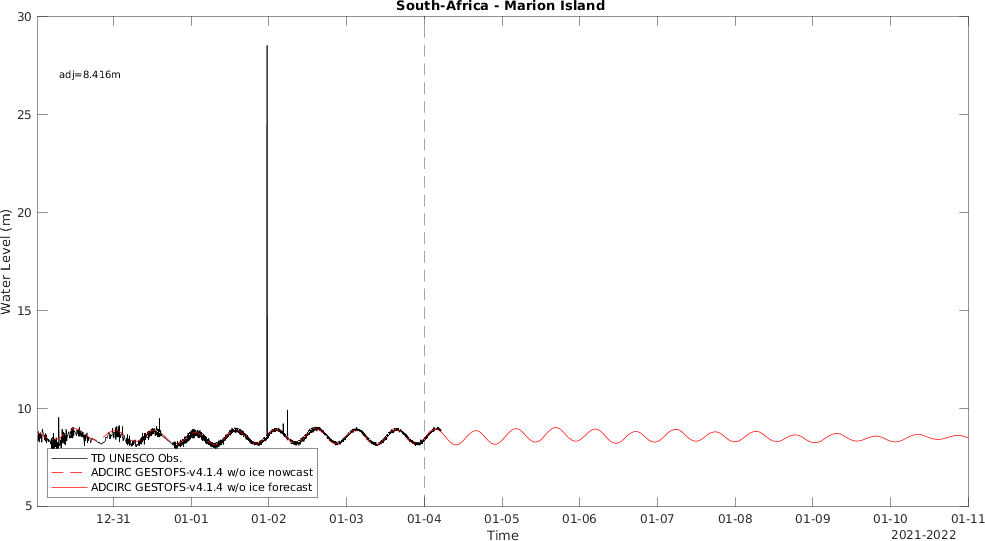 South-Africa - Marion Island
30
25
20
15
10
5
Water Level (m)
adj=8.416m
TD UNESCO Obs.
ADCIRC GESTOFS-v4.1.4 w/o ice nowcast
ADCIRC GESTOFS-v4.1.4 w/o ice forecast
12-31 01-01 01-02 01-03 01-04 01-05 01-06 01-07 01-08 01-09 01-10 01-11
Time
2021-2022